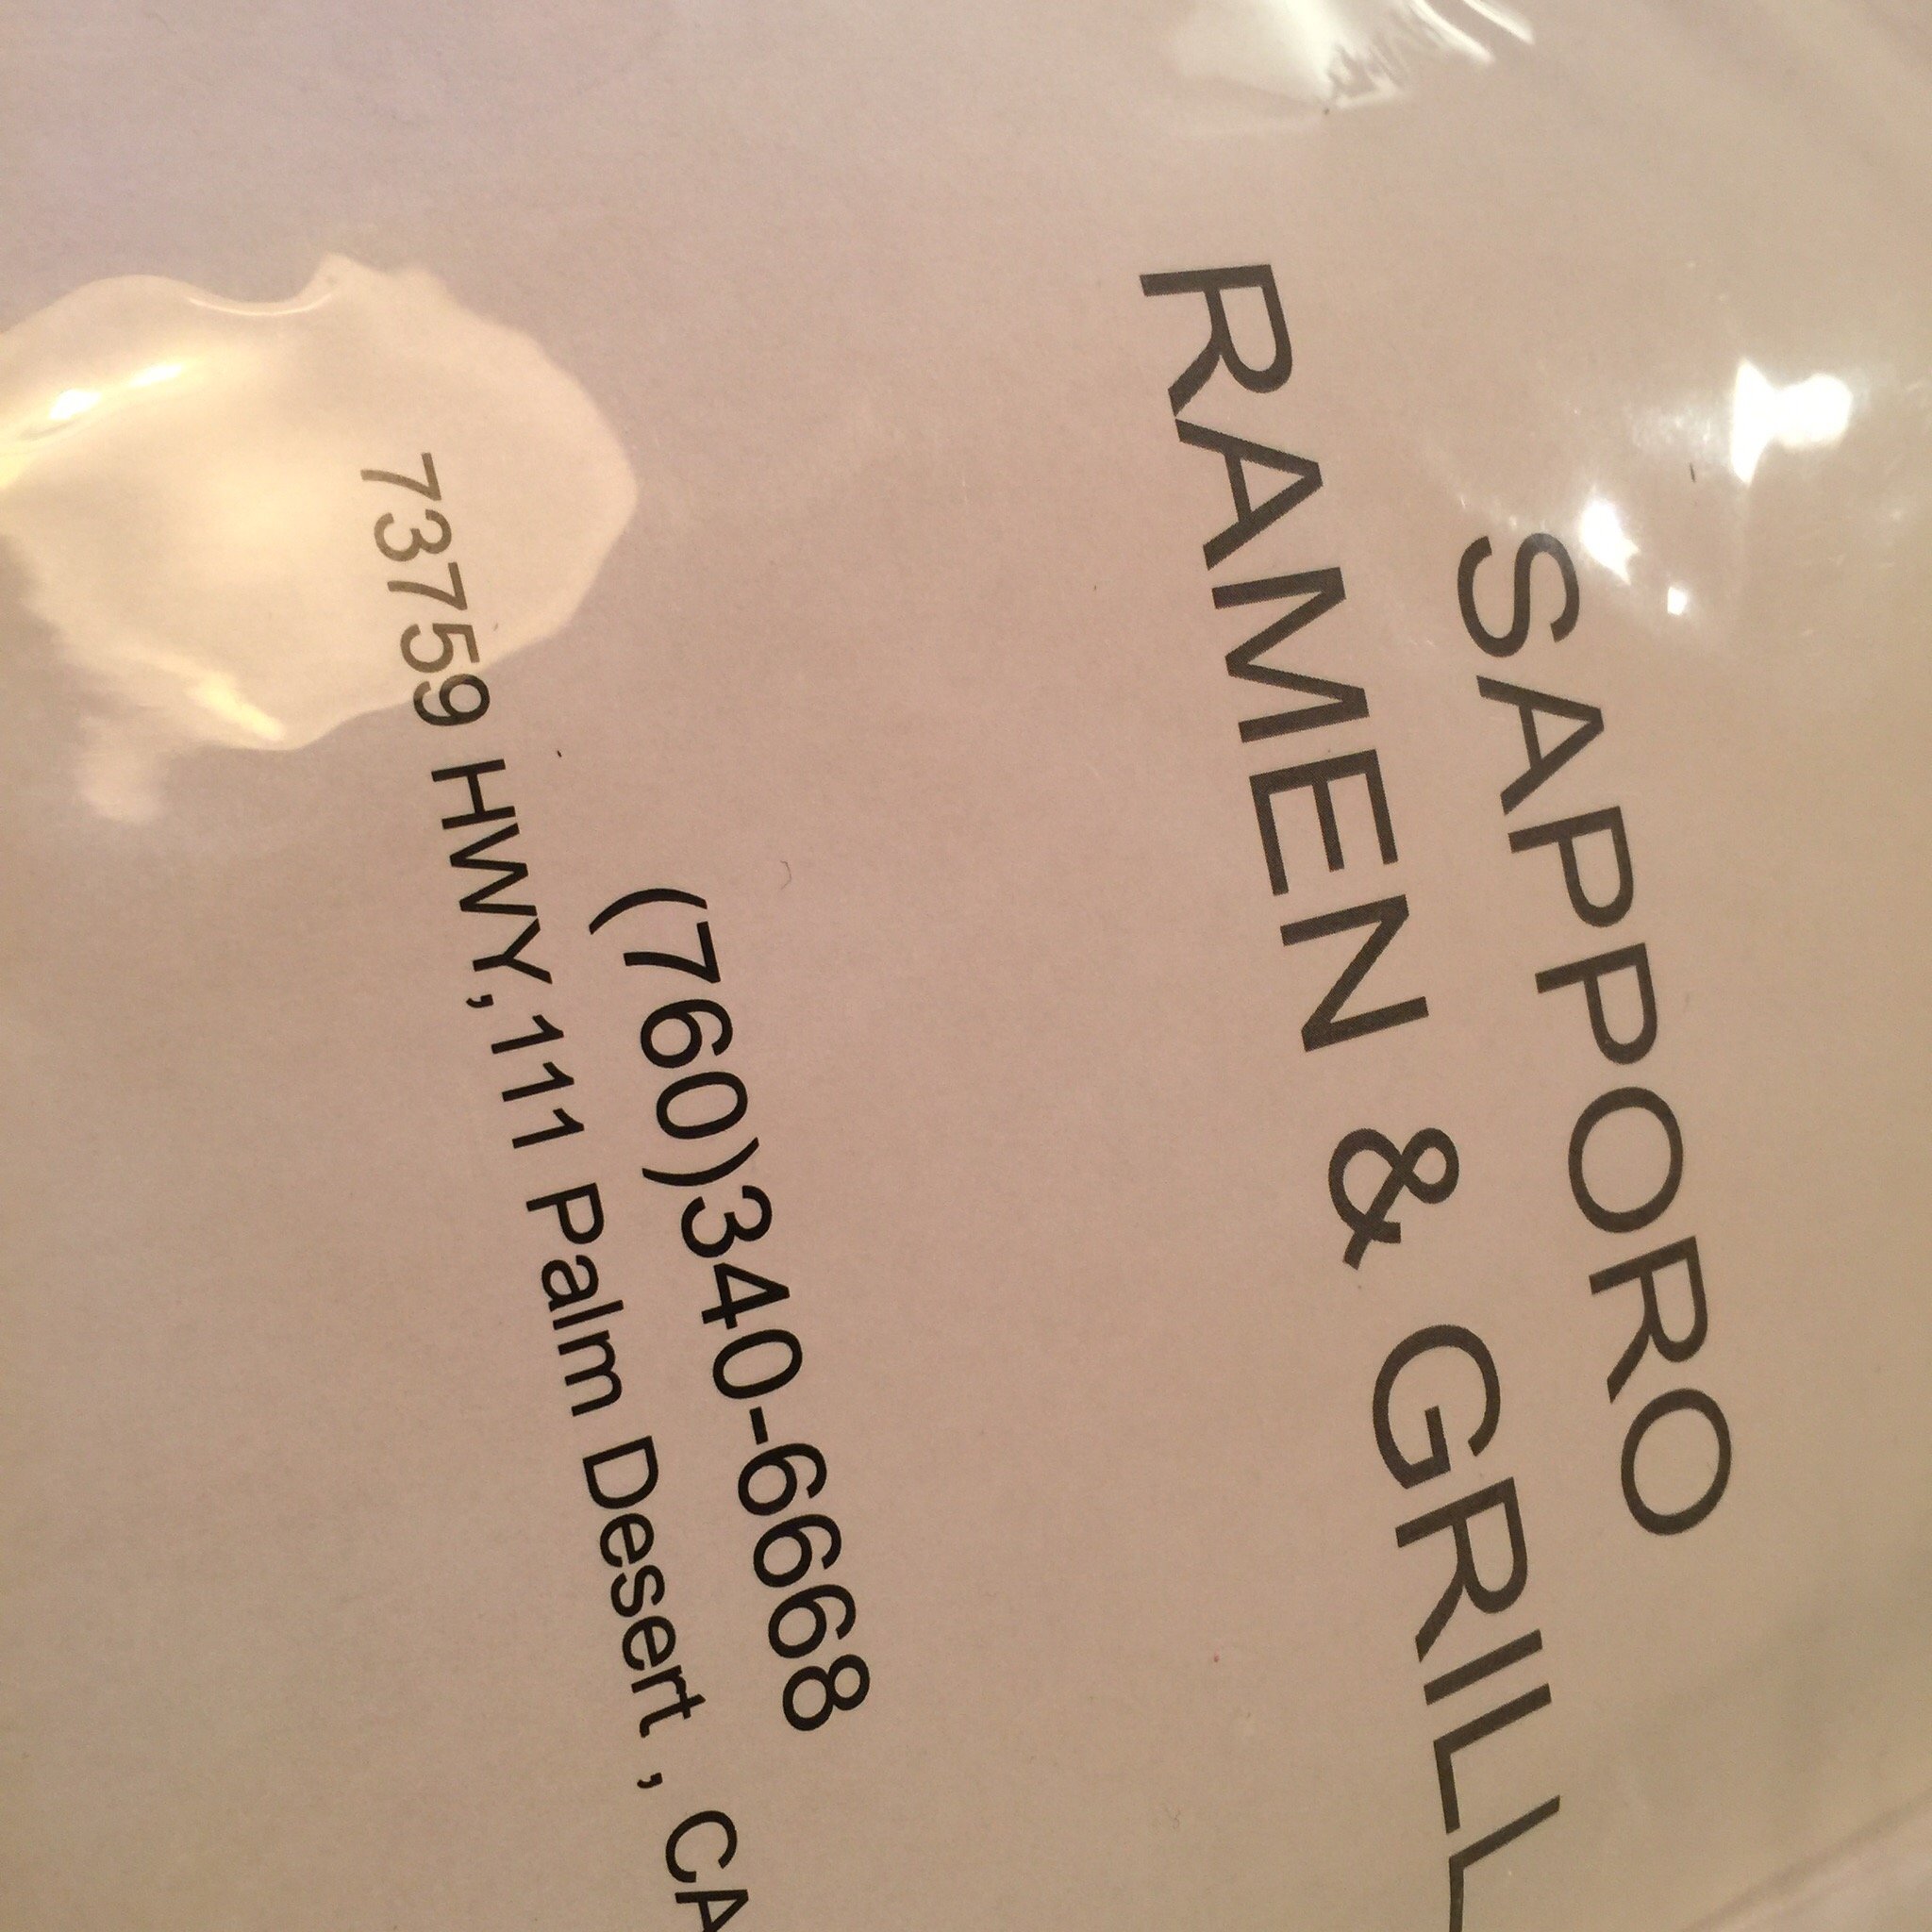 SAPPORO
RAMEN & GRILL
(760)340-6668
73759 HWY,111 Palm Desert , CA